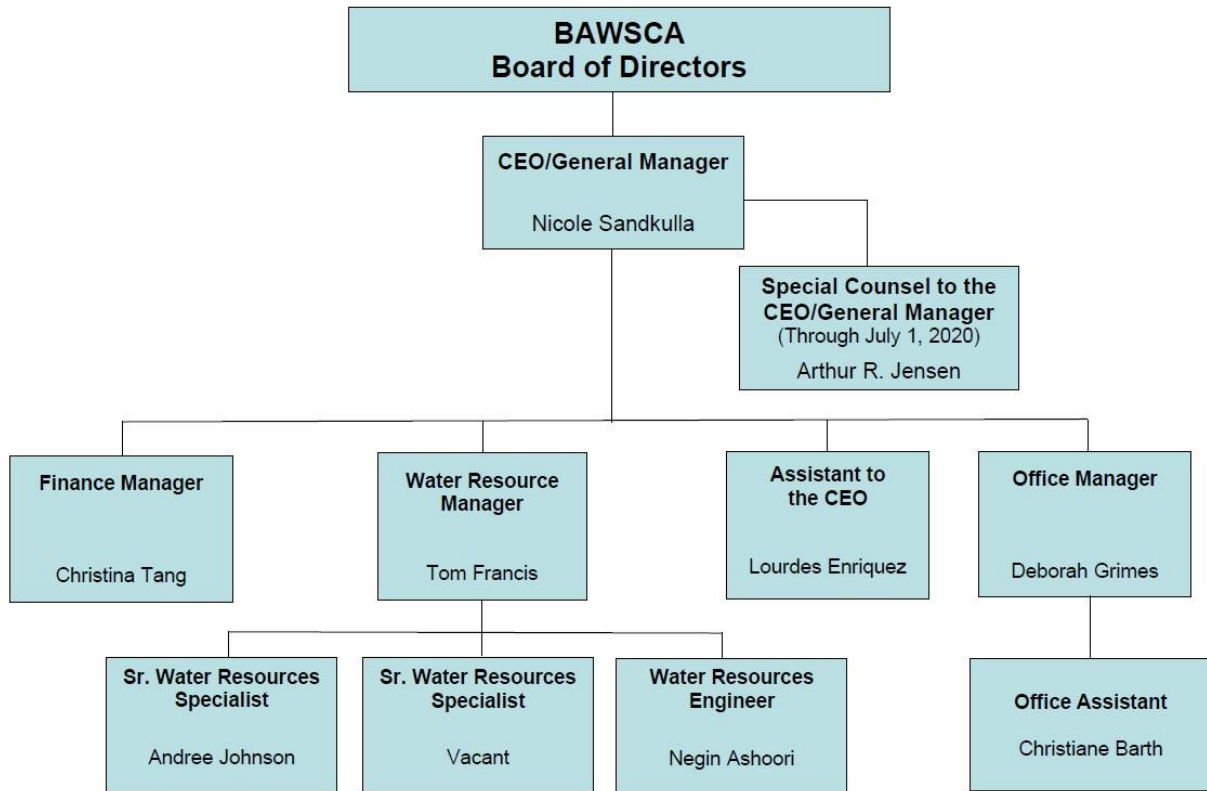 BAWSCA
Board of Directors
CEO/General Manager
Nicole Sandkulla
Special Counsel to the
CEO/General Manager
(Through July 1, 2020)
Arthur R. Jensen
Finance Manager
Christina Tang
Water Resource
Manager
Tom Francis
Assistant to
the CEO
Lourdes Enriquez
Office Manager
Deborah Grimes
Sr. Water Resources
Specialist
Andree Johnson
Sr. Water Resources
Specialist
Vacant
Water Resources
Engineer
Negin Ashoori
Office Assistant
Christiane Barth